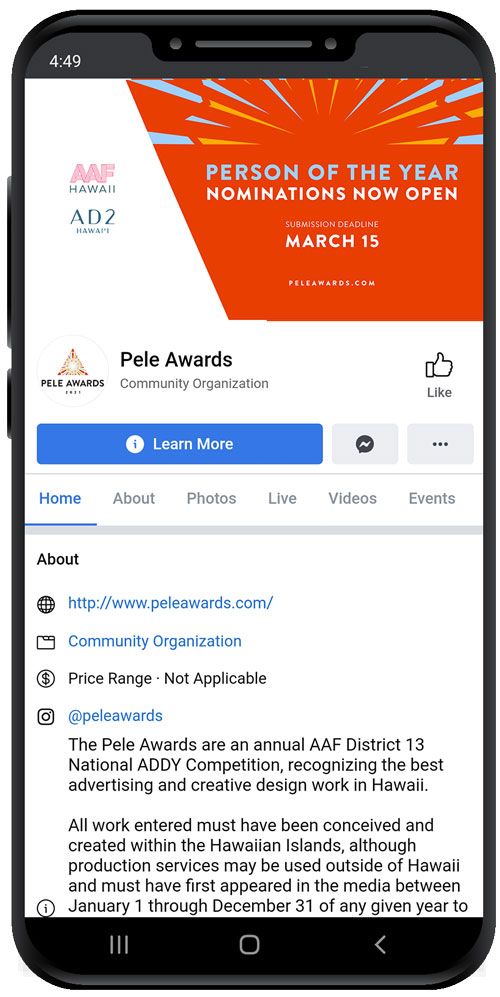 4:49
AAF
HAWAII
AD2
HAWAI'I
PERSON OF THE YEAR
NOMINATIONS NOW OPEN
SUBMISSION DEADLINE
MARCH 15
PELEAWARDS.COM
PELE AWARDS
2021
Pele Awards
Community Organization
Like
Learn More
Home About Photos Live Videos Events
About
http://www.peleawards.com/
Community Organization
Price Range · Not Applicable
@peleawards
The Pele Awards are an annual AAF District 13
National ADDY Competition, recognizing the best
advertising and creative design work in Hawaii.
All work entered must have been conceived and
created within the Hawaiian Islands, although
production services may be used outside of Hawaii
and must have first appeared in the media between
January 1 through December 31 of any given year to